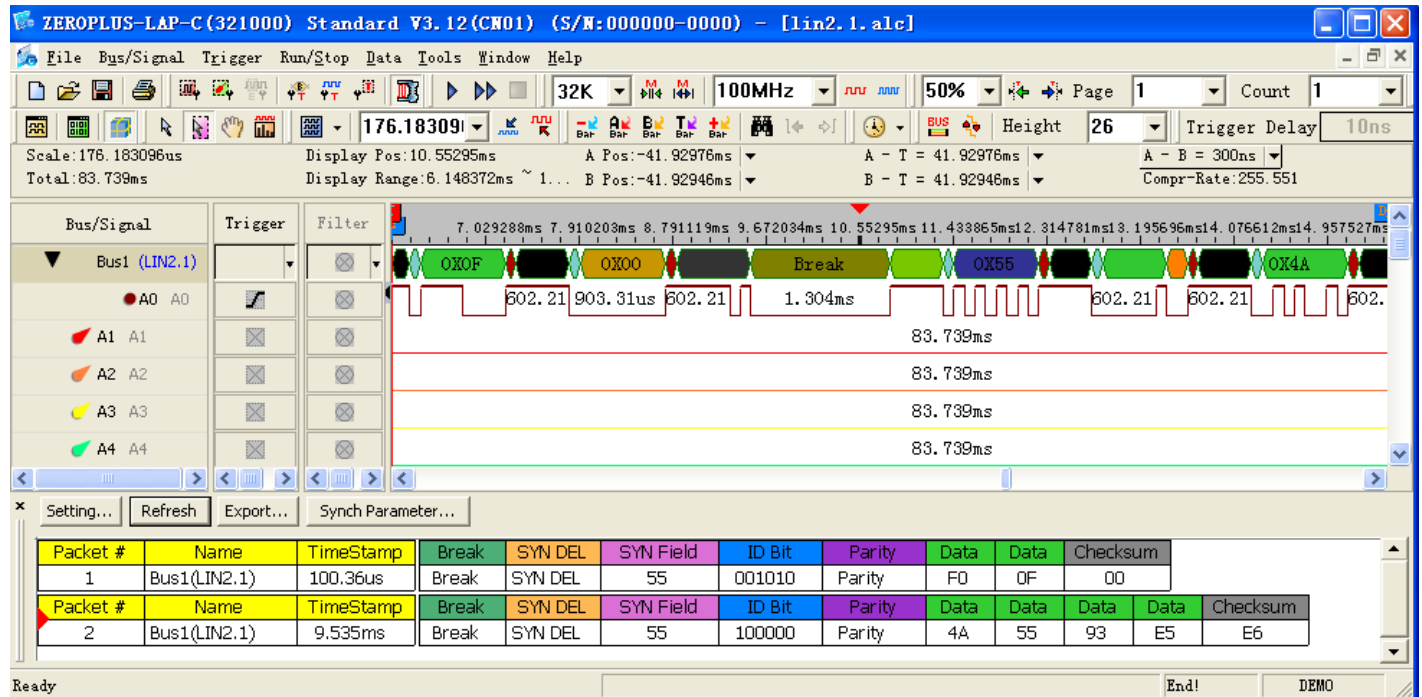 ZEROPLUS-LAP-C(321000) Standard V3.12(CN01) (S/N:000000-0000) - [lin2.1.alc]
File Bus/Signal Trigger Run/Stop Data Tools Window Help
32K 100MHz 50% Page 1 Count 1
176.18309 Bar Bar Bar Bar Bar BUS Height 26 Trigger Delay 10ns
Scale:176.183096us Display Pos:10.55295ms A Pos:-41.92976ms A - T = 41.92976ms A - B = 300ns
Total:83.739ms Display Range:6.148372ms ~ 1... B Pos:-41.92946ms B - T = 41.92946ms Compr-Rate:255.551
Bus/Signal Trigger Filter 7.029288ms 7.910203ms 8.791119ms 9.672034ms 10.55295ms 11.433865ms 12.314781ms 13.195696ms 14.076612ms 14.957527ms
Bus1 (LIN2.1) 0X0F 0X00 Break 0X55 0X4A
A0 A0 602.21 903.31us 602.21 1.304ms 602.21 602.21 602.
A1 A1 83.739ms
A2 A2 83.739ms
A3 A3 83.739ms
A4 A4 83.739ms
Setting... Refresh Export... Synch Parameter...
Packet # Name TimeStamp Break SYN DEL SYN Field ID Bit Parity Data Data Checksum
1 Bus1(LIN2.1) 100.36us Break SYN DEL 55 001010 Parity F0 0F 00
Packet # Name TimeStamp Break SYN DEL SYN Field ID Bit Parity Data Data Data Data Checksum
2 Bus1(LIN2.1) 9.535ms Break SYN DEL 55 100000 Parity 4A 55 93 E5 E6
Ready End! DEMO